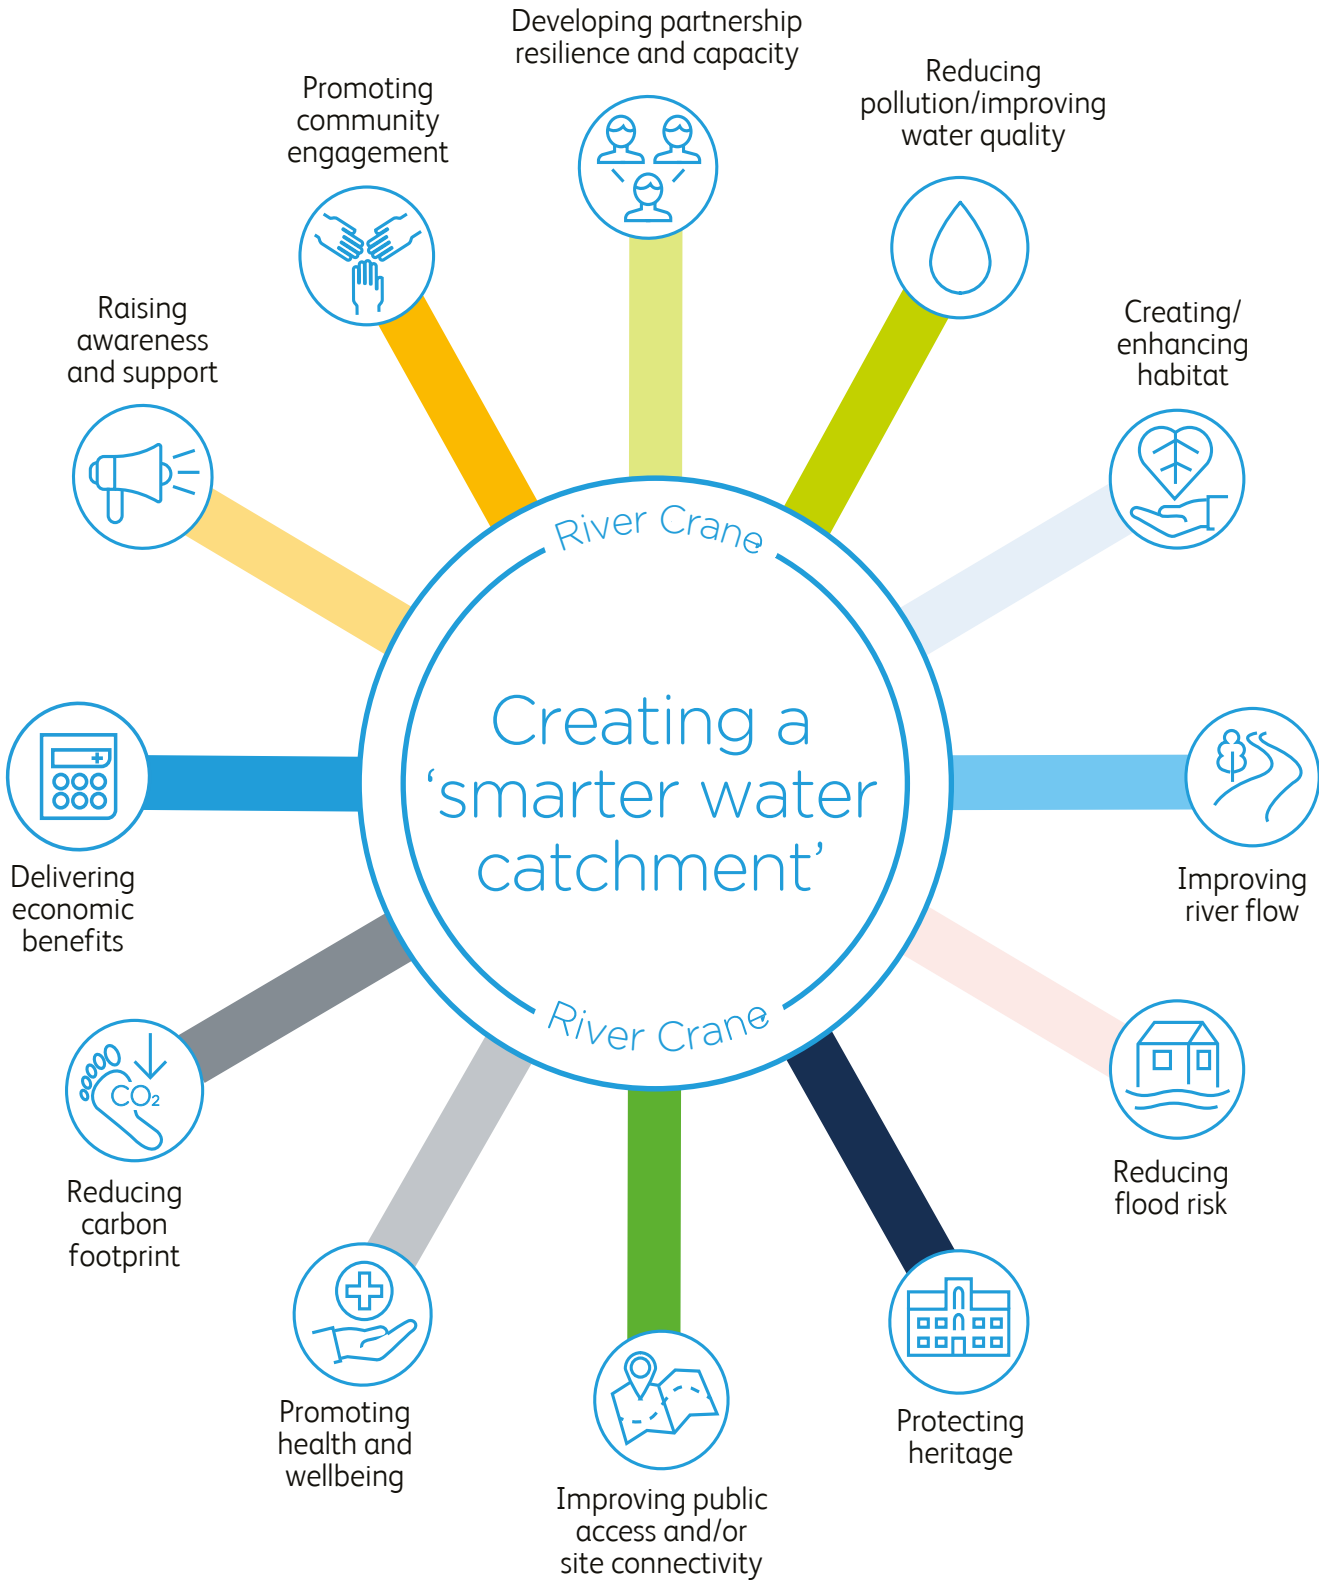 Developing partnership
resilience and capacity
Reducing
pollution/improving
water quality
Creating/
enhancing
habitat
Improving
river flow
Reducing
flood risk
Protecting
heritage
Improving public
access and/or
site connectivity
Promoting
health and
wellbeing
Reducing
carbon
footprint
CO₂
Delivering
economic
benefits
Raising
awareness
and support
Promoting
community
engagement
River Crane
Creating a
‘smarter water
catchment’
River Crane